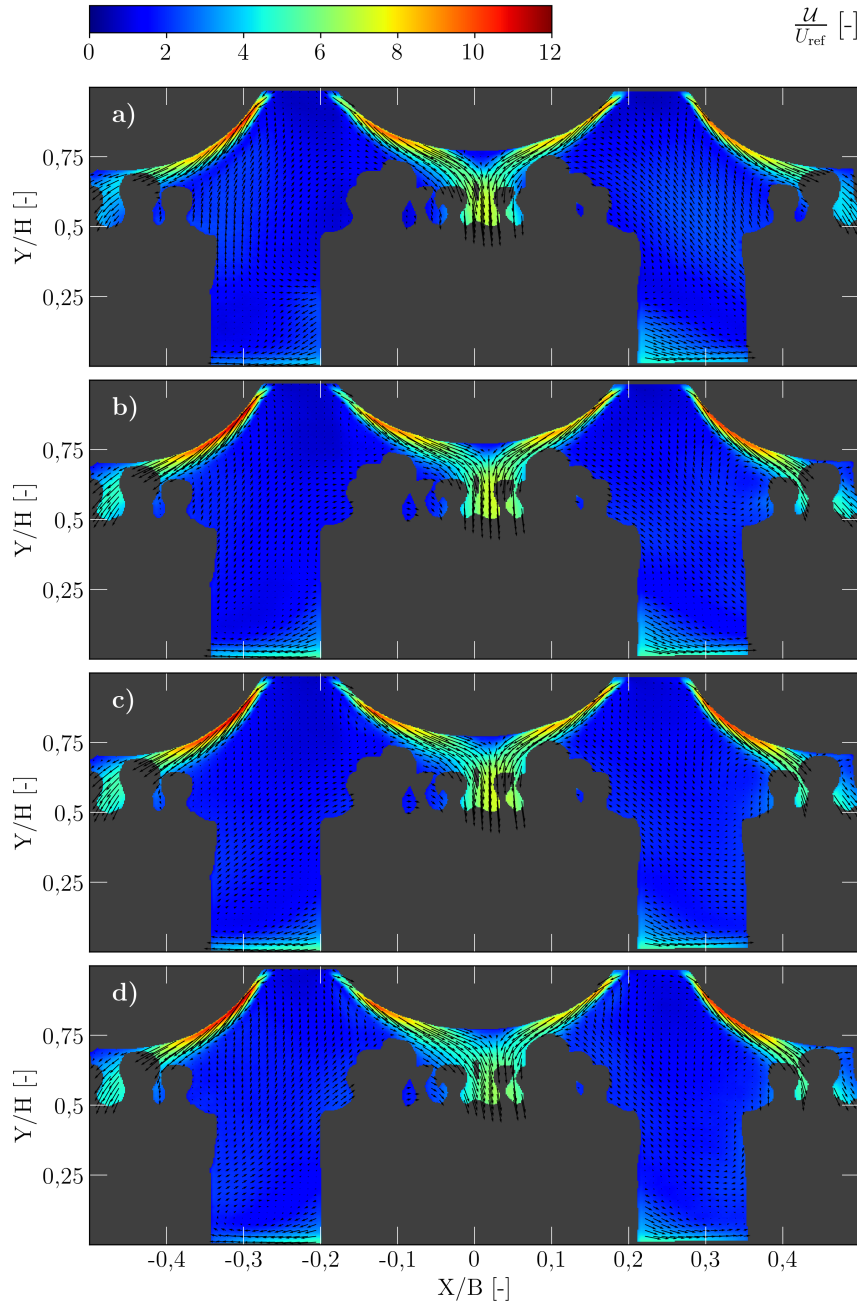 0 2 4 6 8 10 12
𝒰/U_ref [-]
a)
0,75
0,5
0,25
Y/H [-]
b)
0,75
0,5
0,25
Y/H [-]
c)
0,75
0,5
0,25
Y/H [-]
d)
0,75
0,5
0,25
Y/H [-]
-0,4 -0,3 -0,2 -0,1 0 0,1 0,2 0,3 0,4
X/B [-]